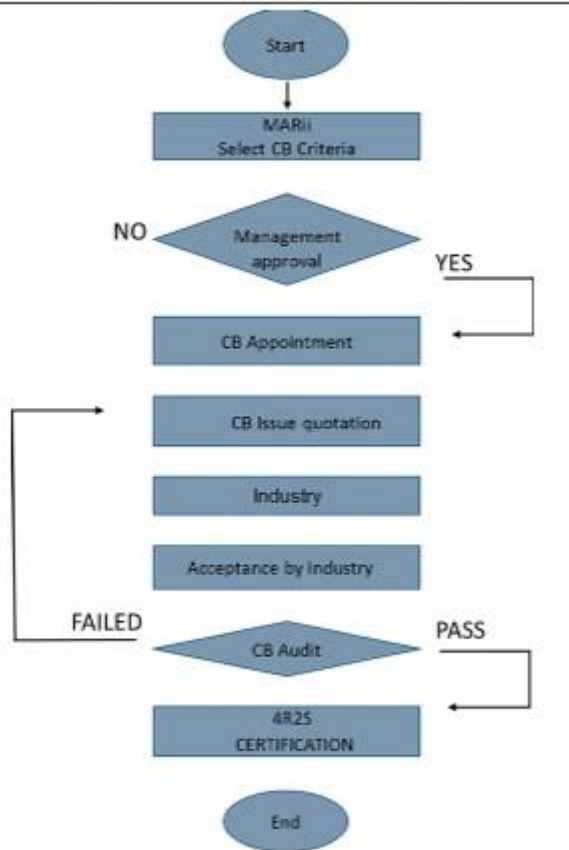 Start
MARii
Select CB Criteria
NO
Management
approval
YES
CB Appointment
CB Issue quotation
Industry
Acceptance by Industry
FAILED
CB Audit
PASS
4R2S
CERTIFICATION
End